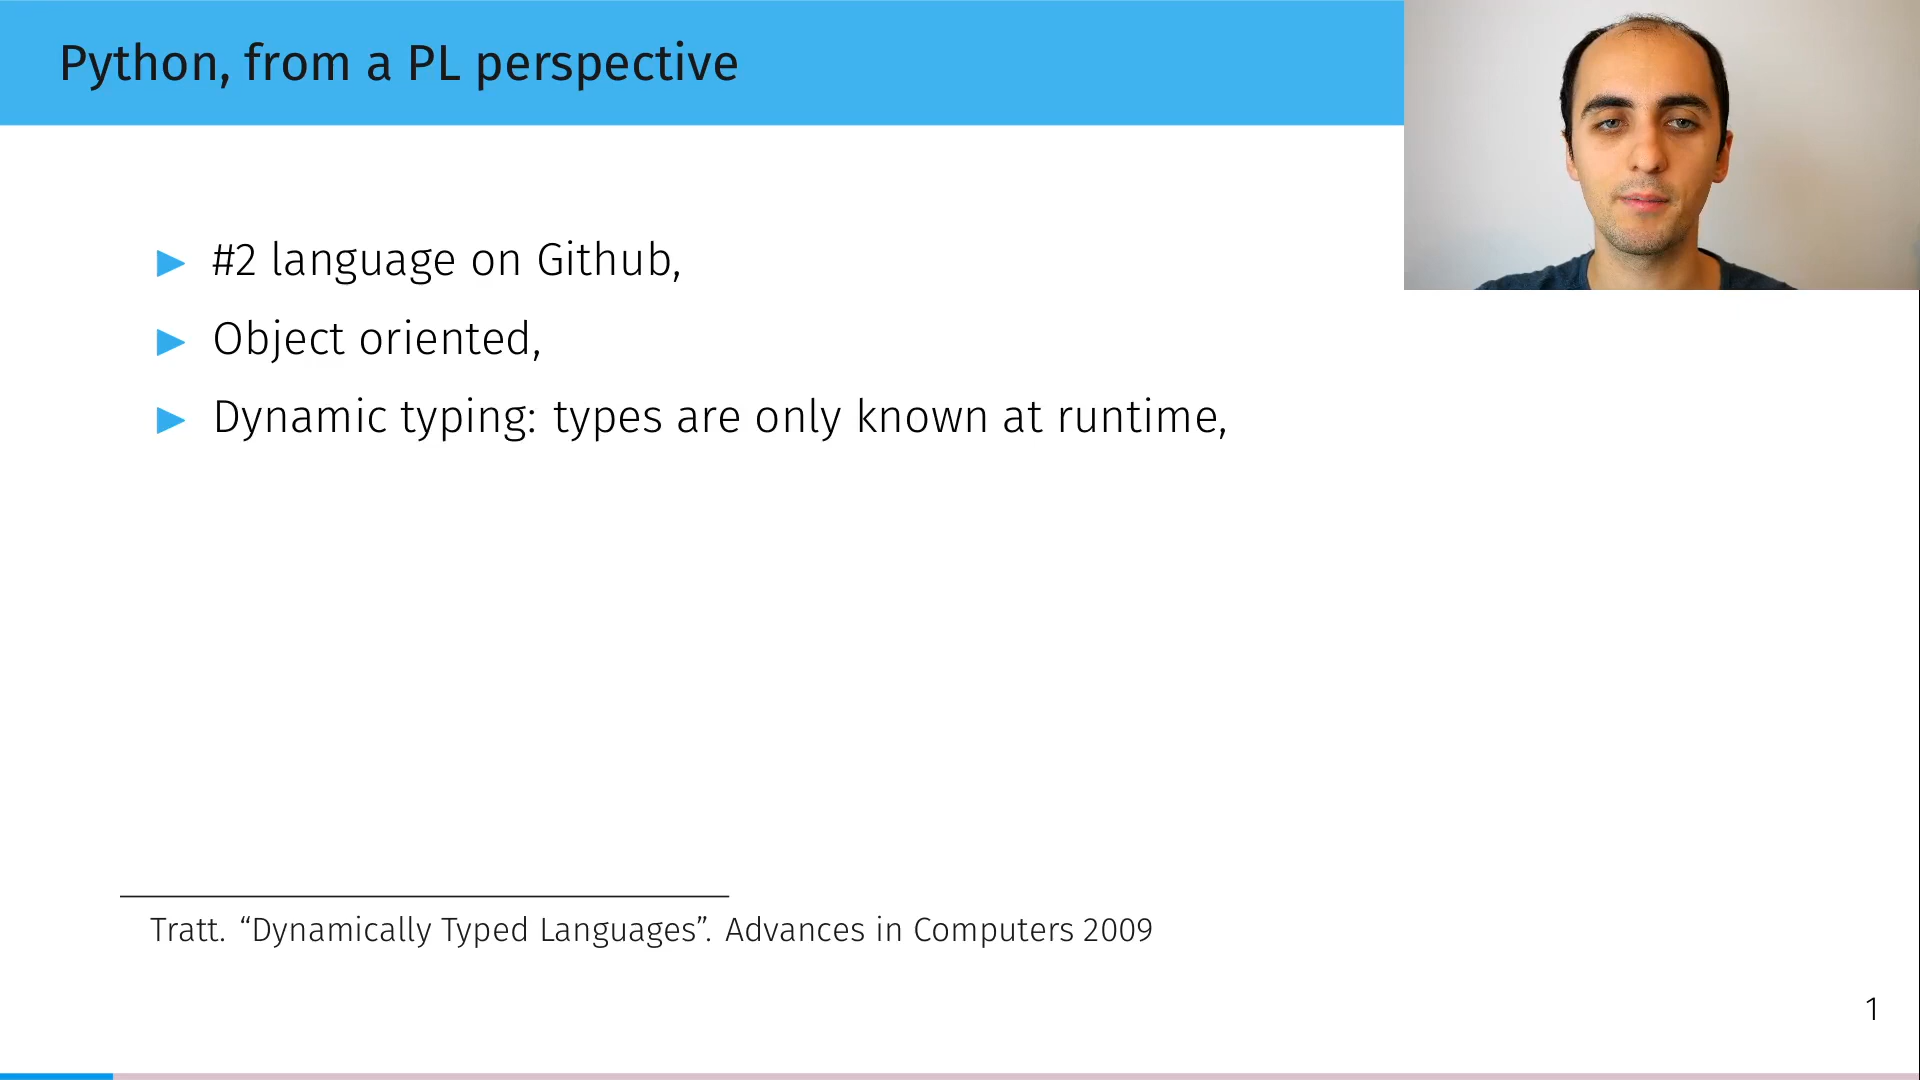 Python, from a PL perspective
#2 language on Github,
Object oriented,
Dynamic typing: types are only known at runtime,
Tratt. “Dynamically Typed Languages”. Advances in Computers 2009
1